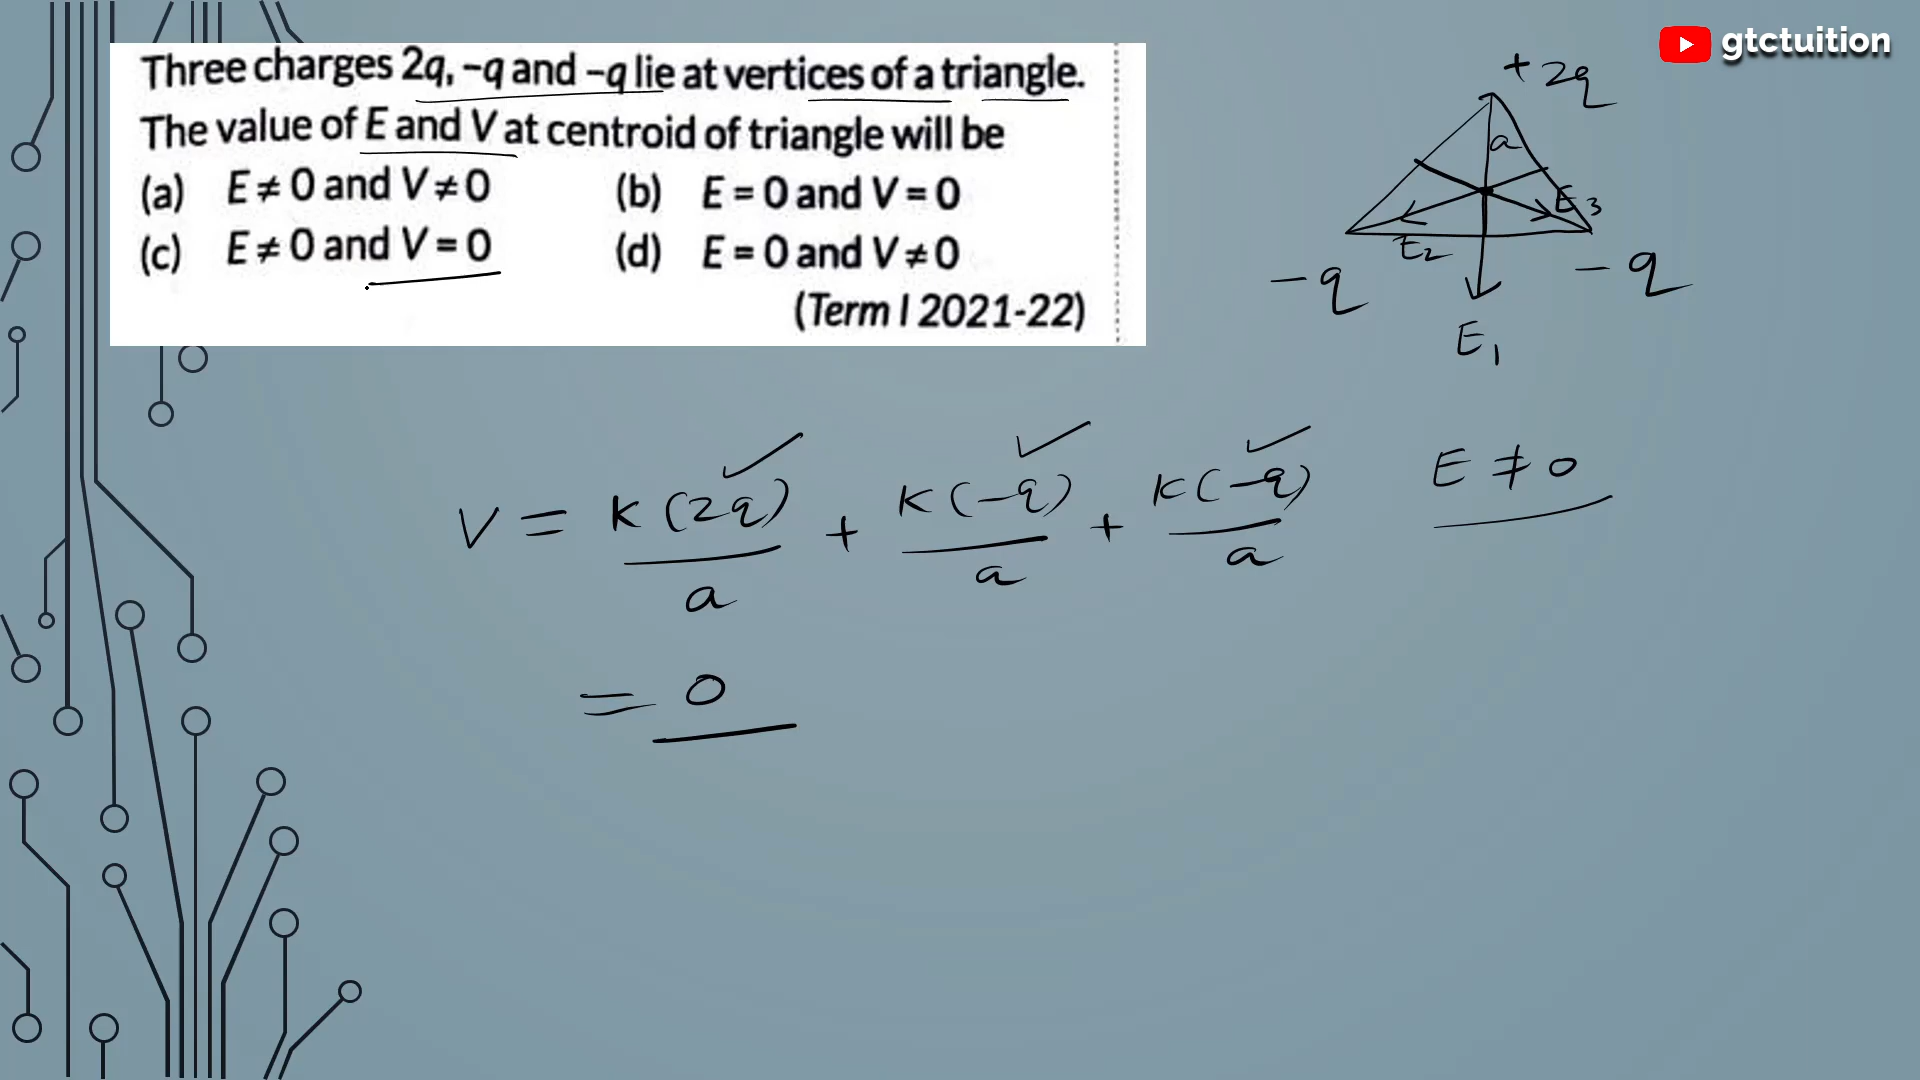 gtctuition
Three charges 2q, –q and –q lie at vertices of a triangle.
The value of E and V at centroid of triangle will be
(a) E ≠ 0 and V ≠ 0 (b) E = 0 and V = 0
(c) E ≠ 0 and V = 0 (d) E = 0 and V ≠ 0
(Term I 2021-22)
+2q
a
E3
E2
-q -q
E1
V = K(2q)/a + K(-q)/a + K(-q)/a
E ≠ 0
= 0